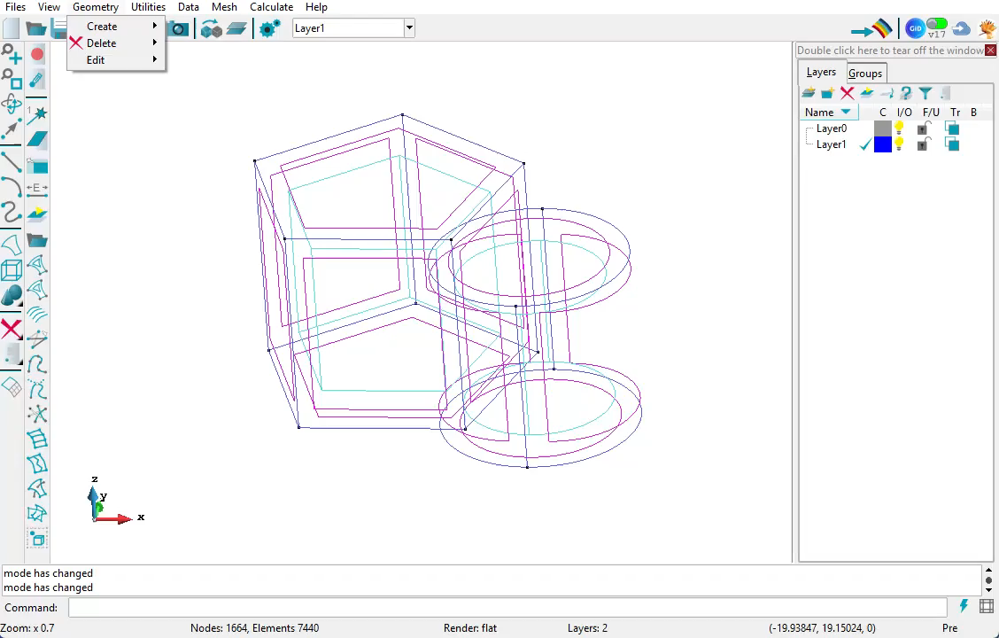 Files View Geometry Utilities Data Mesh Calculate Help
Create
Delete
Edit
Layer1
GiD v17
Double click here to tear off the window
Layers Groups
Name C I/O F/U Tr B
Layer0
Layer1
E
z
y
x
mode has changed
mode has changed
Command:
Zoom: x 0.7 Nodes: 1664, Elements 7440 Render: flat Layers: 2 (-19.93847, 19.15024, 0) Pre